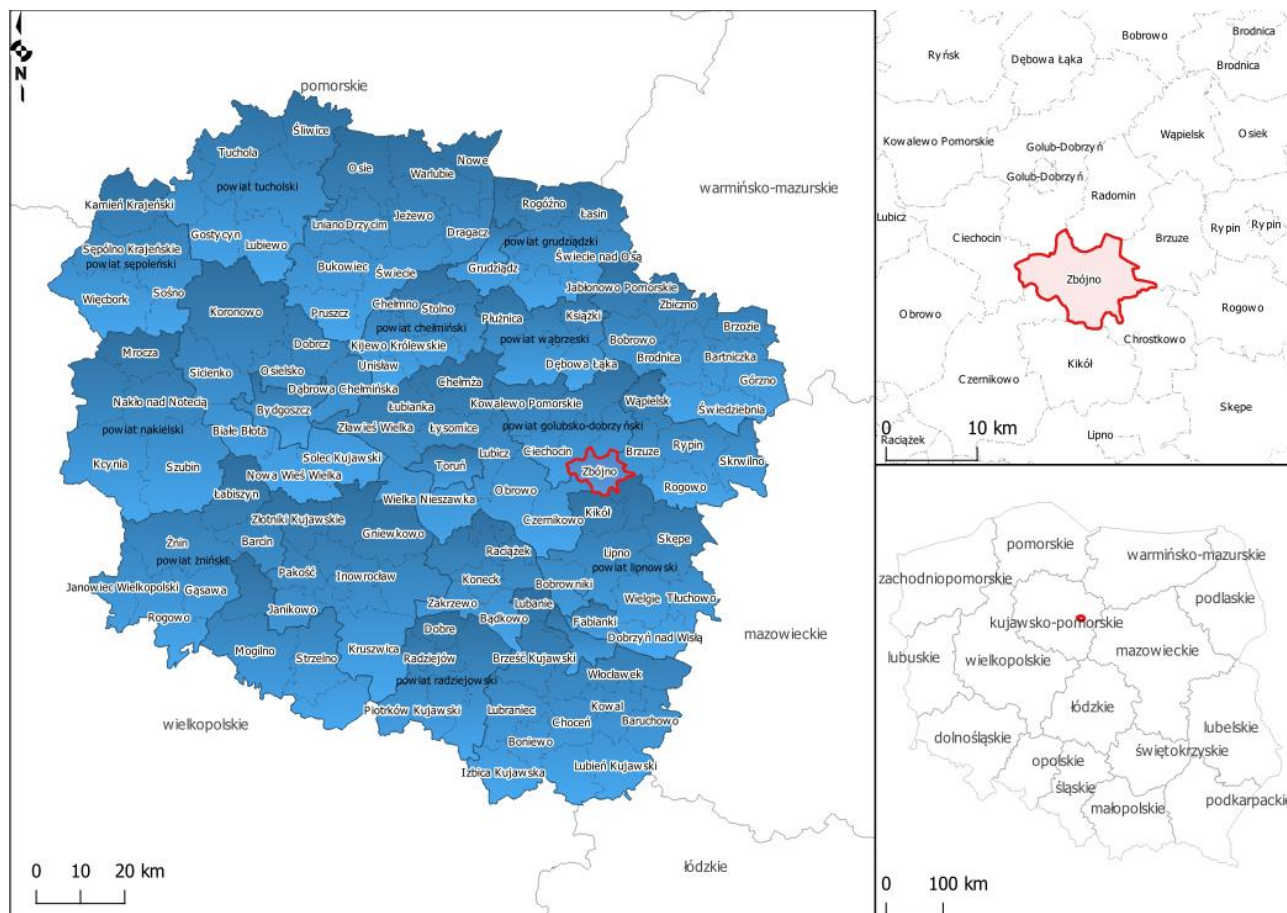 N
pomorskie
Śliwice
Tuchola
Osie
Nowe
Warlubie
powiat tucholski
warmińsko-mazurskie
Kamień Krajeński
Rogóźno
Łasin
Jeżewo
Lniano
Drzycim
Gostycyn
Lubiewo
Dragacz
powiat grudziądzki
Sępólno Krajeńskie
Świecie nad Osą
powiat sępoleński
Bukowiec
Świecie
Grudziądz
Jabłonowo Pomorskie
Więcbork
Sośno
Chełmno
Stolno
Zbiczno
Koronowo
Pruszcz
Płużnica
Książki
Brzozie
powiat chełmiński
powiat wąbrzeski
Bobrowo
Mrocza
Dobrcz
Kijewo Królewskie
Brodnica
Bartniczka
Sicienko
Osielsko
Unisław
Dębowa Łąka
Górzno
Dąbrowa Chełmińska
Chełmża
Nakło nad Notecią
Bydgoszcz
Łubianka
Kowalewo Pomorskie
Wąpielsk
Świedziebnia
powiat nakielski
Białe Błota
Zławieś Wielka
Łysomice
powiat golubsko-dobrzyński
Rypin
Kcynia
Szubin
Solec Kujawski
Toruń
Lubicz
Ciechocin
Brzuze
Skrwilno
Nowa Wieś Wielka
Zbójno
Rogowo
Łabiszyn
Wielka Nieszawka
Obrowo
Złotniki Kujawskie
Czernikowo
Kikół
Gniewkowo
Skępe
Żnin
Barcin
Raciążek
Lipno
powiat żniński
powiat lipnowski
Janowiec Wielkopolski
Gąsawa
Pakość
Inowrocław
Koneck
Bobrowniki
Wielgie
Tłuchowo
Rogowo
Janikowo
Zakrzewo
Lubanie
Bądkowo
Fabianki
Dobre
Dobrzyń nad Wisłą
mazowieckie
Mogilno
Strzelno
Kruszwica
Radziejów
Brześć Kujawski
powiat radziejowski
Włocławek
wielkopolskie
Piotrków Kujawski
Lubraniec
Kowal
Choceń
Baruchowo
Boniewo
Izbica Kujawska
Lubień Kujawski
łódzkie
0 10 20 km
Bobrowo
Brodnica
Ryńsk
Dębowa Łąka
Brodnica
Kowalewo Pomorskie
Golub-Dobrzyń
Wąpielsk
Osiek
Golub-Dobrzyń
Radomin
Lubicz
Ciechocin
Brzuze
Rypin
Rypin
Zbójno
Obrowo
Rogowo
Chrostkowo
Kikół
Czernikowo
Skępe
Raciążek
Lipno
0 10 km
pomorskie
warmińsko-mazurskie
zachodniopomorskie
podlaskie
kujawsko-pomorskie
lubuskie
wielkopolskie
mazowieckie
łódzkie
lubelskie
dolnośląskie
opolskie
świętokrzyskie
śląskie
małopolskie
podkarpackie
0 100 km